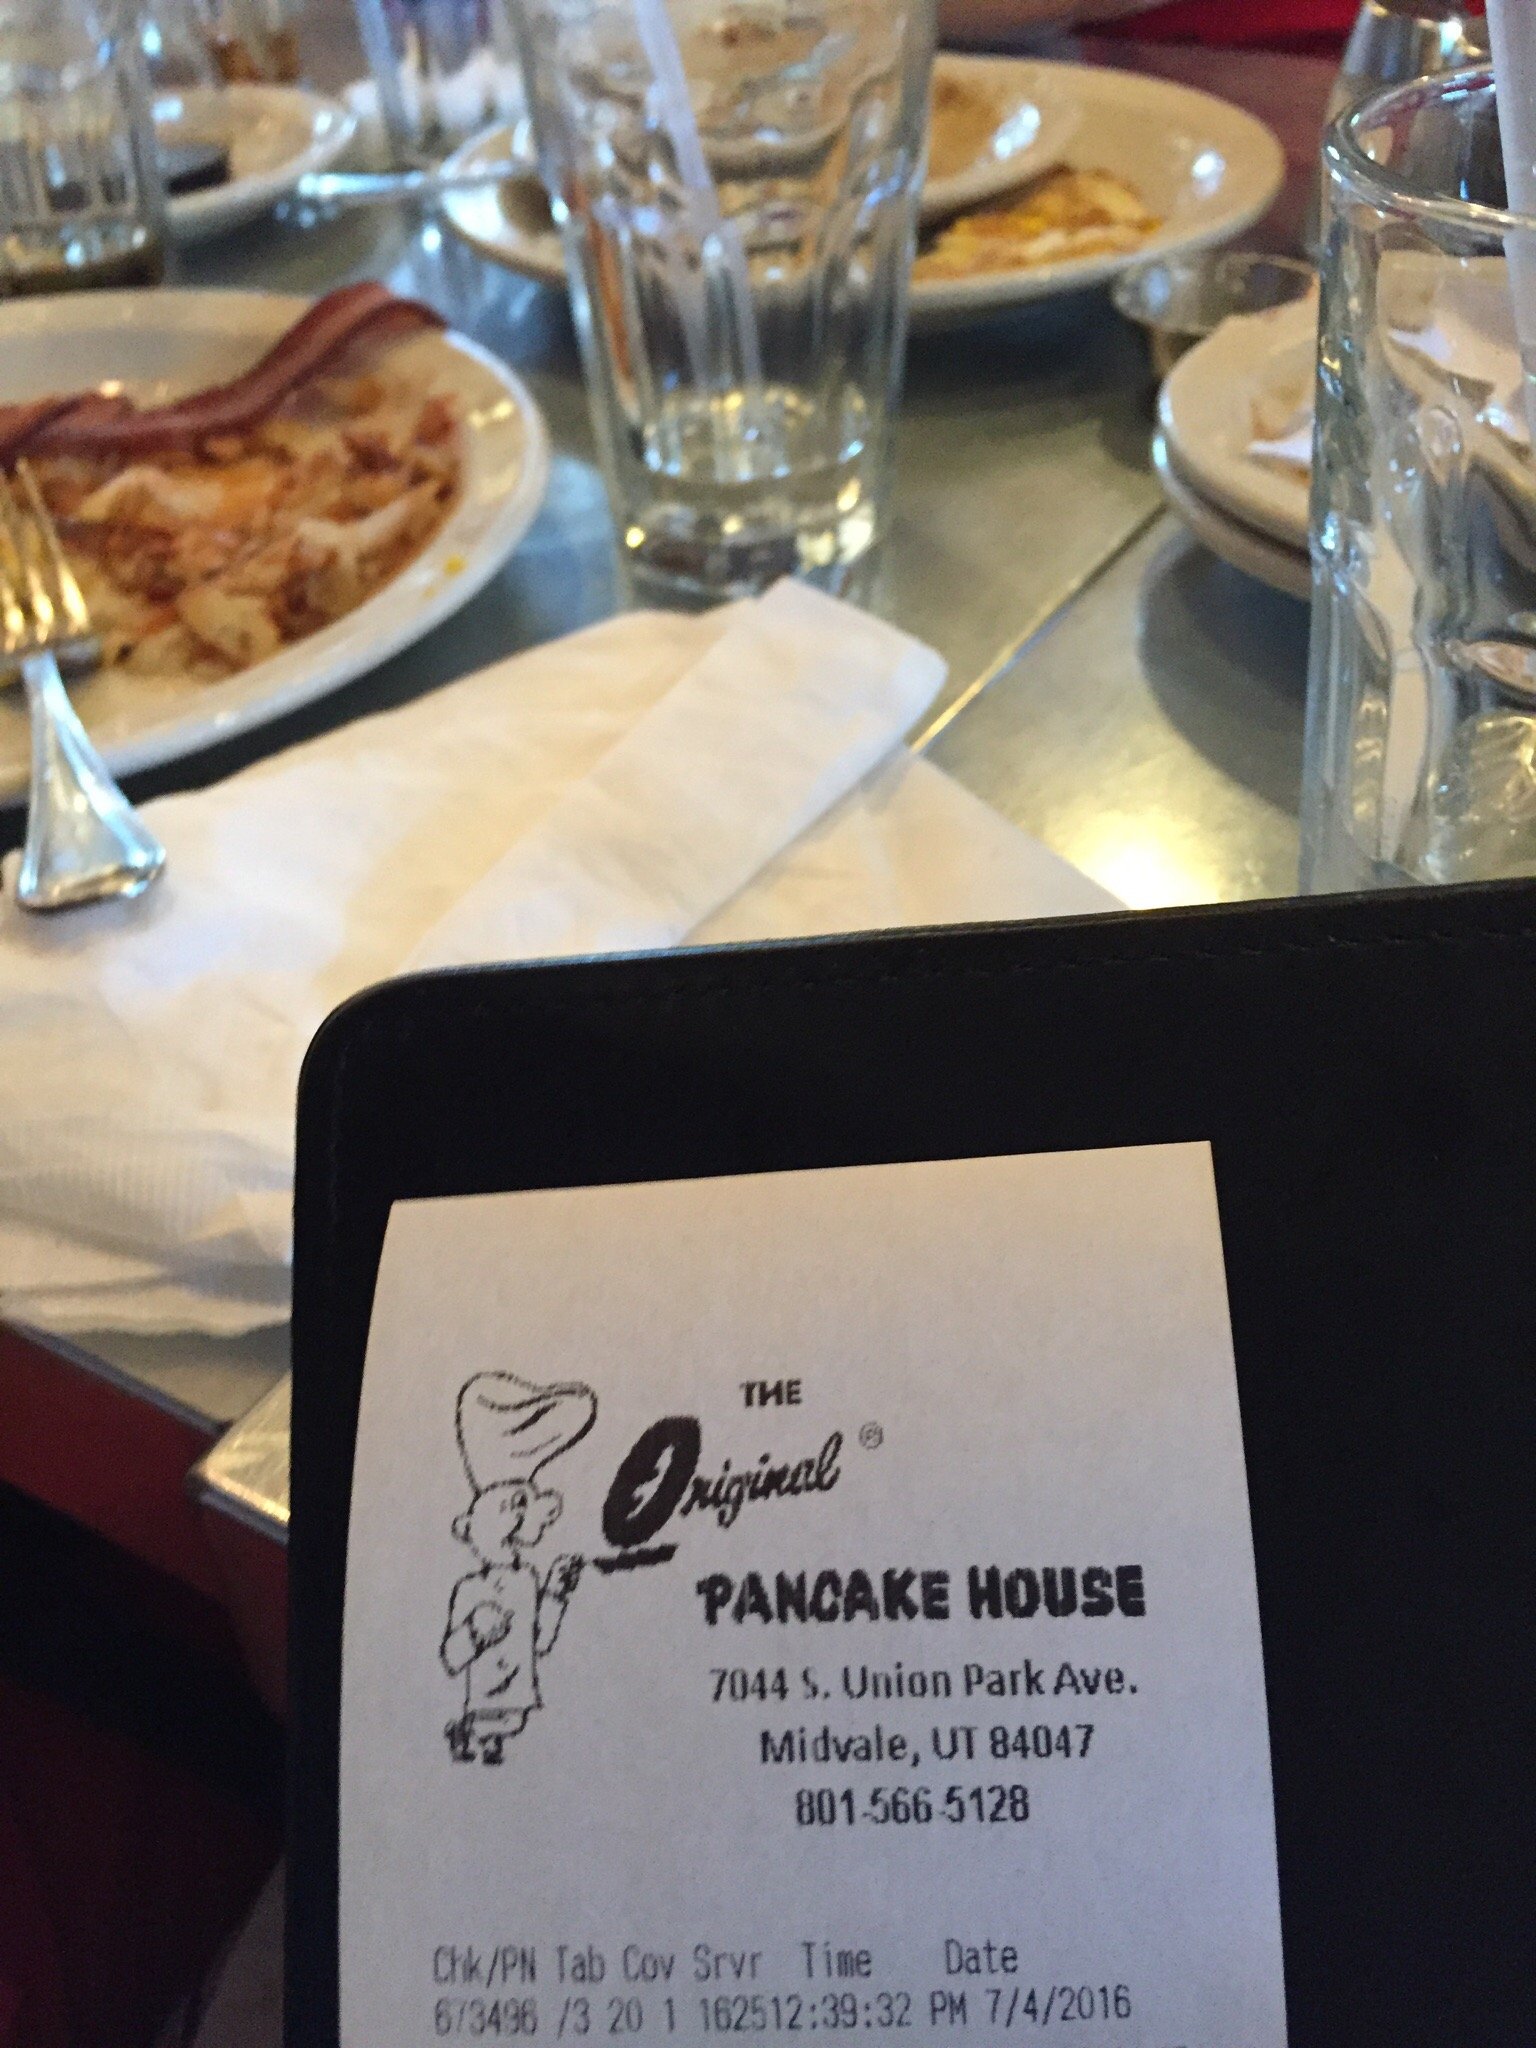 THE
Original ®
PANCAKE HOUSE
7044 S. Union Park Ave.
Midvale, UT 84047
801-566-5128
Chk/PN Tab Cov Srvr Time Date
673498 /3 20 1 162512:39:32 PM 7/4/2016